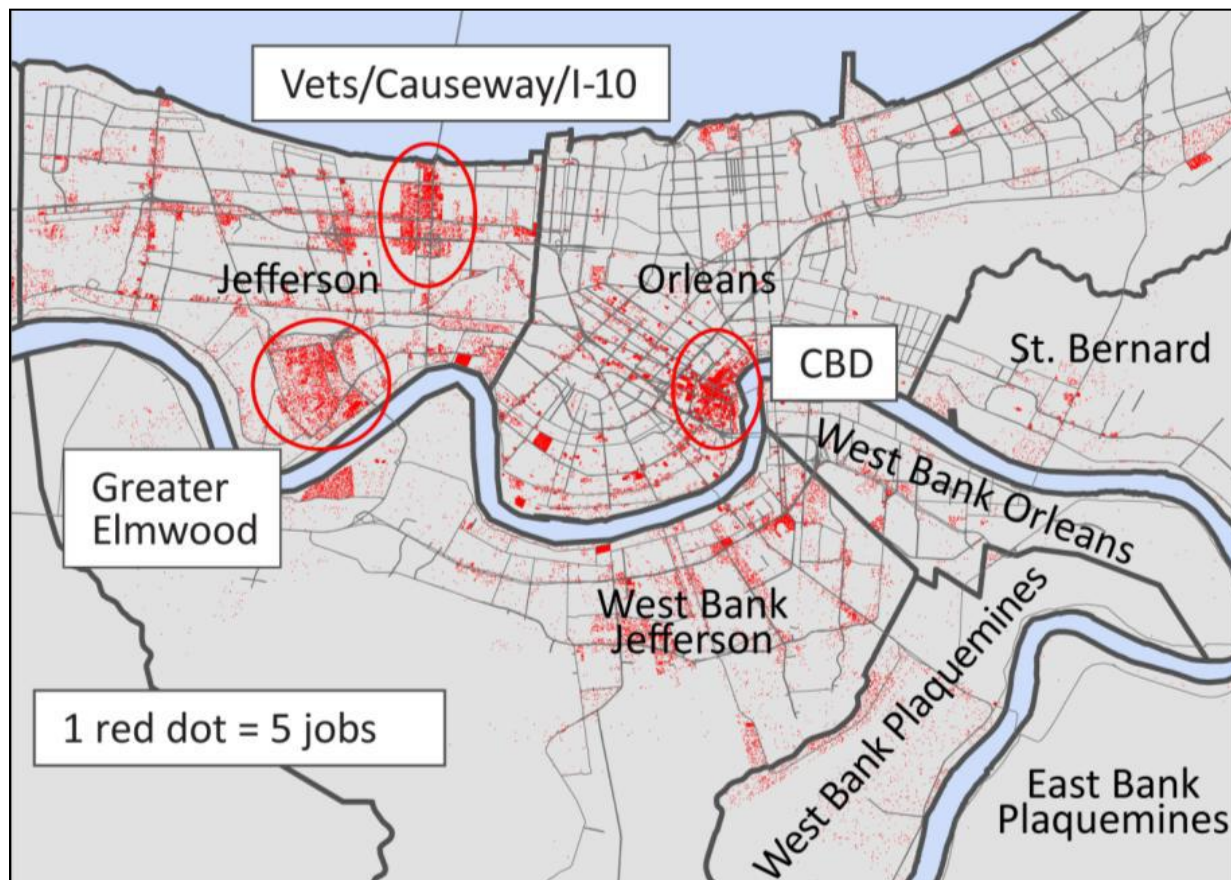 Vets/Causeway/I-10
Jefferson
Orleans
CBD
St. Bernard
Greater
Elmwood
West Bank Orleans
West Bank
Jefferson
West Bank Plaquemines
1 red dot = 5 jobs
East Bank
Plaquemines